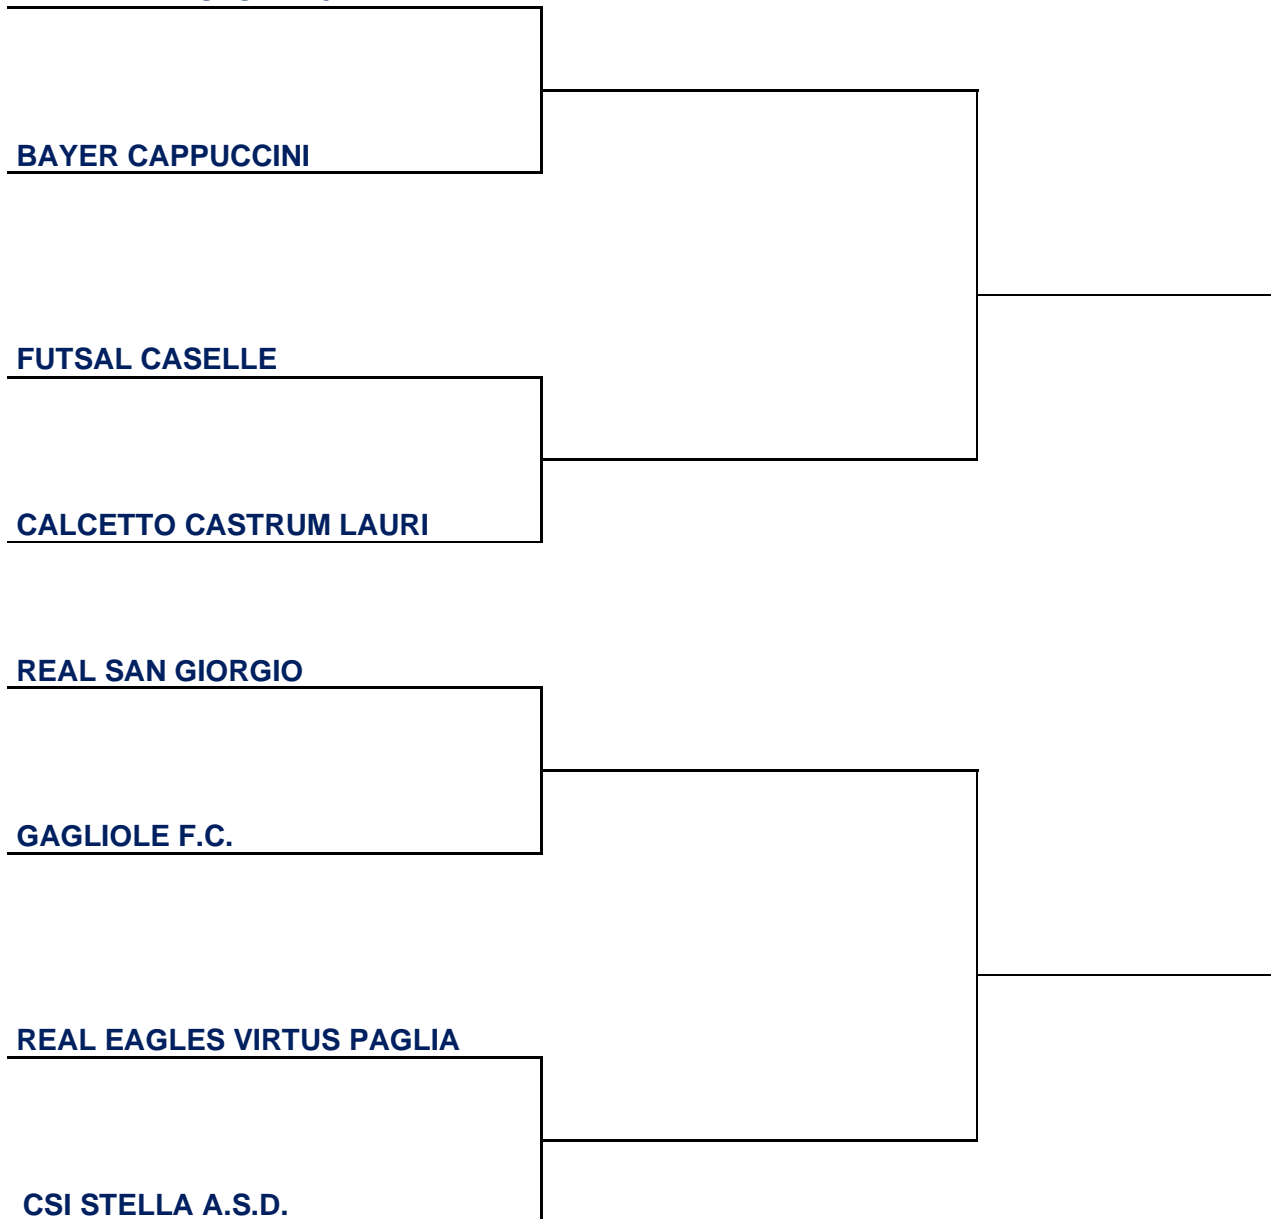 BAYER CAPPUCCINI
FUTSAL CASELLE
CALCETTO CASTRUM LAURI
REAL SAN GIORGIO
GAGLIOLE F.C.
REAL EAGLES VIRTUS PAGLIA
CSI STELLA A.S.D.